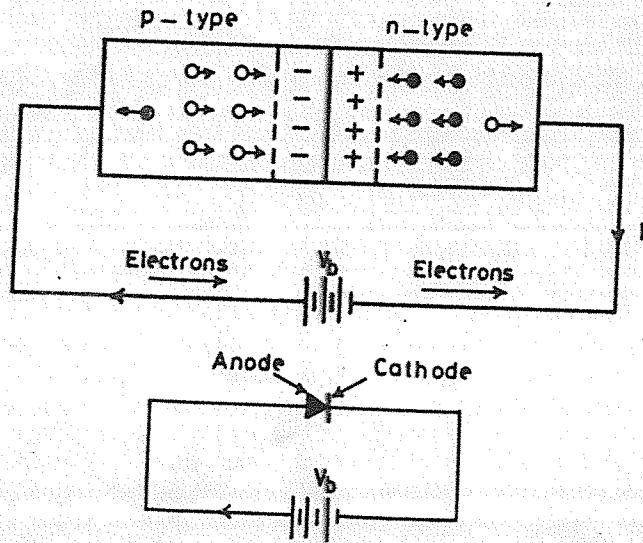 p-type n-type
- +
- +
- +
- +
I
Electrons V_b Electrons
Anode Cathode
V_b